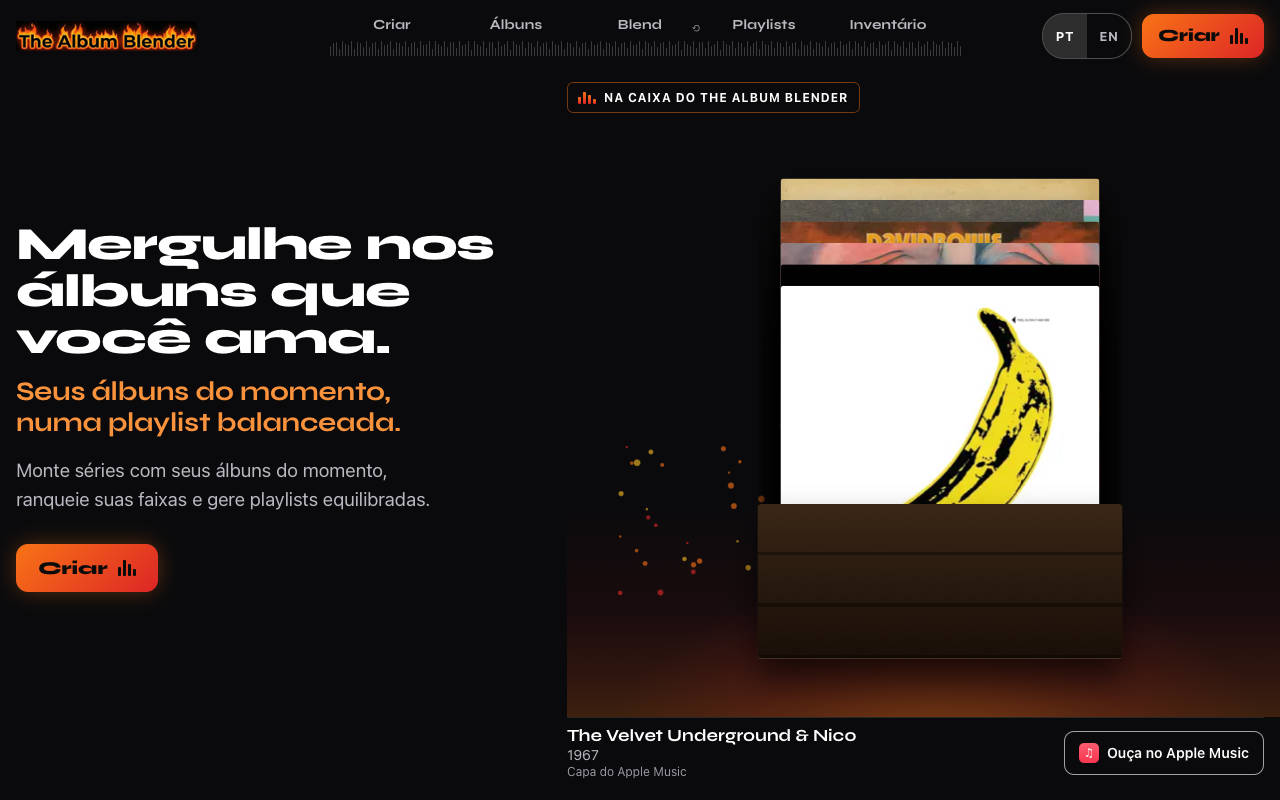 The Album Blender
Criar
Álbuns
Blend
Playlists
Inventário
PT
EN
Criar
NA CAIXA DO THE ALBUM BLENDER
DAVID BOWIE
Mergulhe nos
álbuns que
você ama.
Seus álbuns do momento,
numa playlist balanceada.
Monte séries com seus álbuns do momento,
ranqueie suas faixas e gere playlists equilibradas.
Criar
The Velvet Underground & Nico
1967
Capa do Apple Music
Ouça no Apple Music